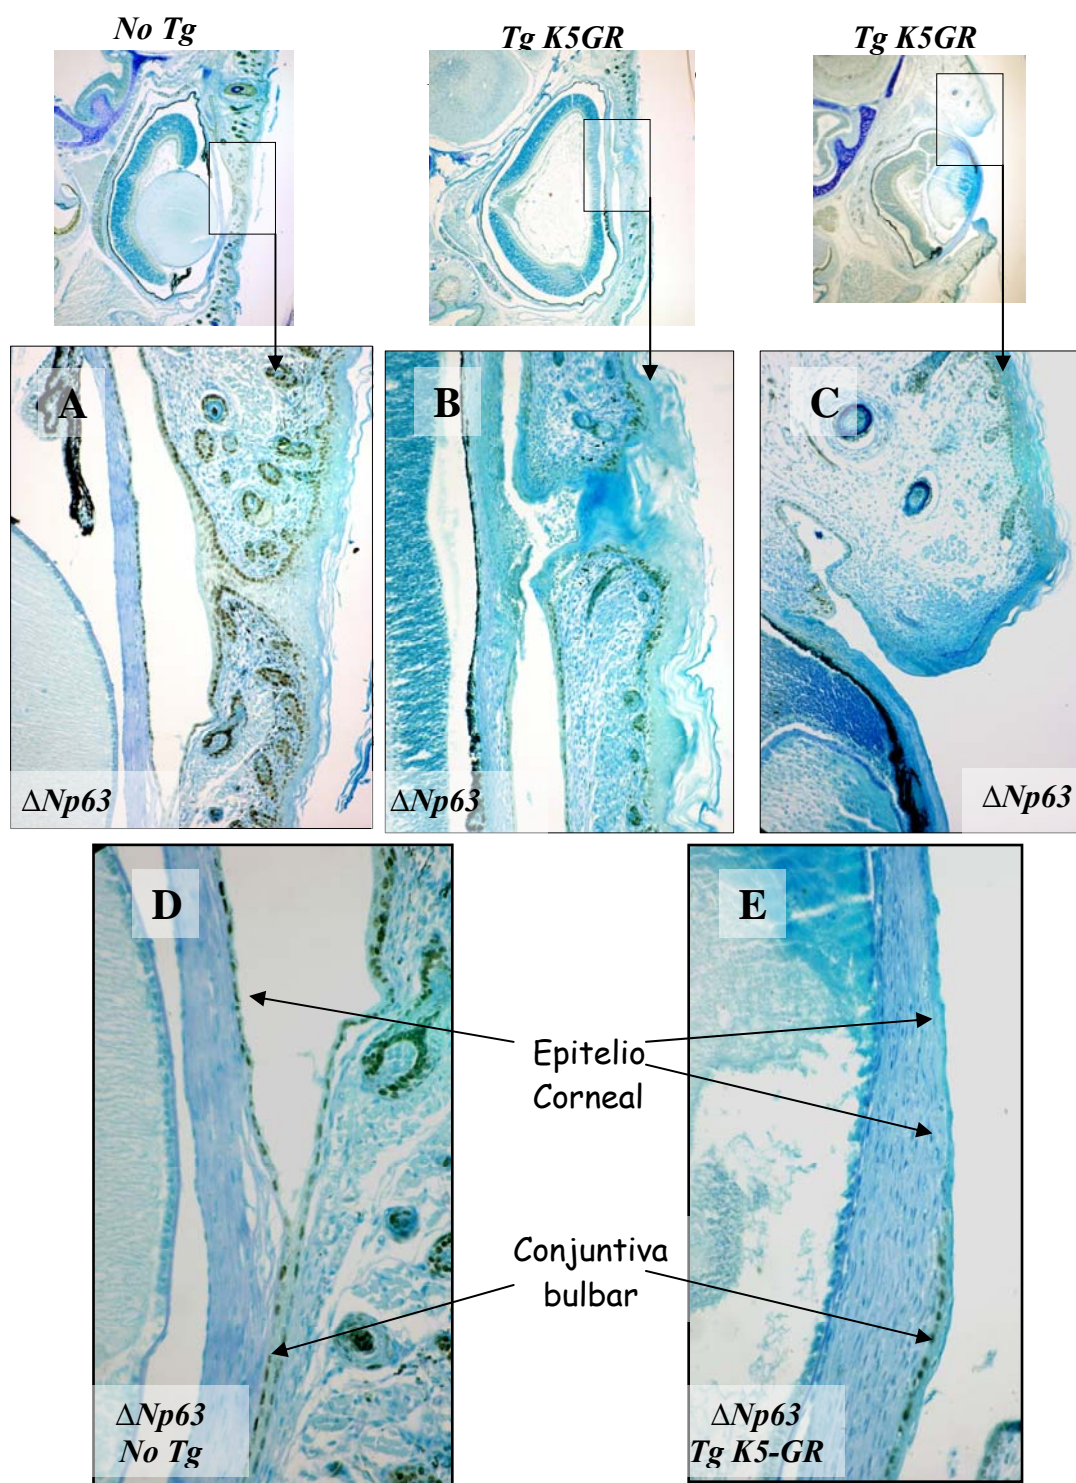 No Tg
Tg K5GR
Tg K5GR
A
B
C
ΔNp63
ΔNp63
ΔNp63
D
E
Epitelio
Corneal
Conjuntiva
bulbar
ΔNp63
No Tg
ΔNp63
Tg K5-GR